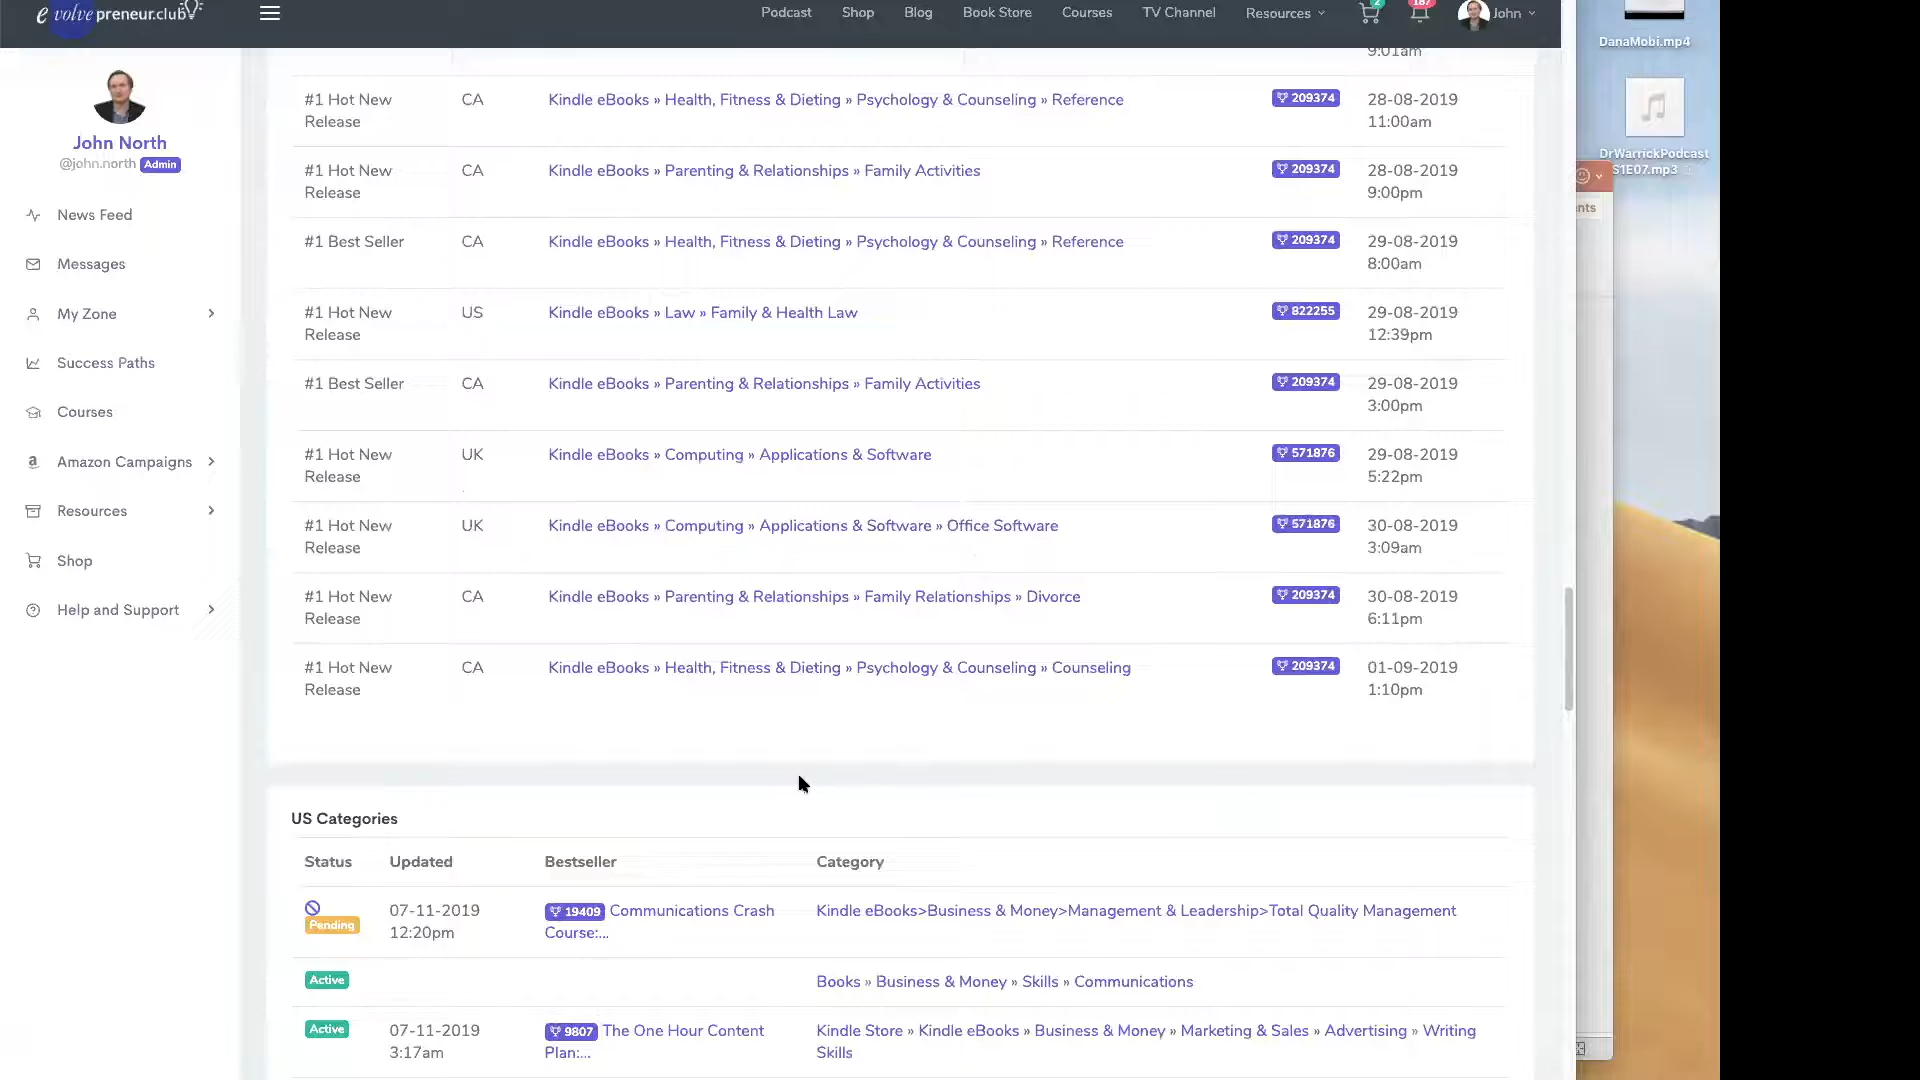 e volve preneur.club
Podcast Shop Blog Book Store Courses TV Channel Resources 2 187 John
DanaMobi.mp4
DrWarrickPodcast
S1E07.mp3
nts
John North
@john.north Admin
News Feed
Messages
My Zone
Success Paths
Courses
Amazon Campaigns
Resources
Shop
Help and Support
9:01am
#1 Hot New Release CA Kindle eBooks » Health, Fitness & Dieting » Psychology & Counseling » Reference 209374 28-08-2019 11:00am
#1 Hot New Release CA Kindle eBooks » Parenting & Relationships » Family Activities 209374 28-08-2019 9:00pm
#1 Best Seller CA Kindle eBooks » Health, Fitness & Dieting » Psychology & Counseling » Reference 209374 29-08-2019 8:00am
#1 Hot New Release US Kindle eBooks » Law » Family & Health Law 822255 29-08-2019 12:39pm
#1 Best Seller CA Kindle eBooks » Parenting & Relationships » Family Activities 209374 29-08-2019 3:00pm
#1 Hot New Release UK Kindle eBooks » Computing » Applications & Software 571876 29-08-2019 5:22pm
#1 Hot New Release UK Kindle eBooks » Computing » Applications & Software » Office Software 571876 30-08-2019 3:09am
#1 Hot New Release CA Kindle eBooks » Parenting & Relationships » Family Relationships » Divorce 209374 30-08-2019 6:11pm
#1 Hot New Release CA Kindle eBooks » Health, Fitness & Dieting » Psychology & Counseling » Counseling 209374 01-09-2019 1:10pm
US Categories
Status Updated Bestseller Category
Pending 07-11-2019 12:20pm 19409 Communications Crash Course:... Kindle eBooks>Business & Money>Management & Leadership>Total Quality Management
Active Books » Business & Money » Skills » Communications
Active 07-11-2019 3:17am 9807 The One Hour Content Plan:... Kindle Store » Kindle eBooks » Business & Money » Marketing & Sales » Advertising » Writing Skills